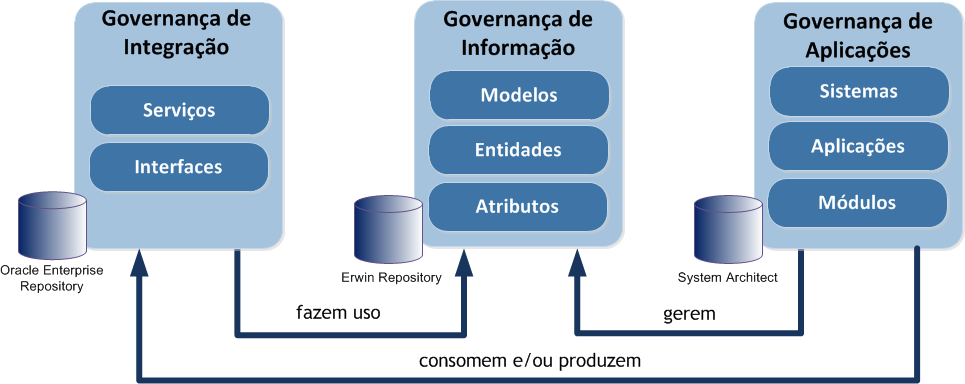 Governança de
Integração
Serviços
Interfaces
Oracle Enterprise
Repository
Governança de
Informação
Modelos
Entidades
Atributos
Erwin Repository
Governança de
Aplicações
Sistemas
Aplicações
Módulos
System Architect
fazem uso
gerem
consomem e/ou produzem